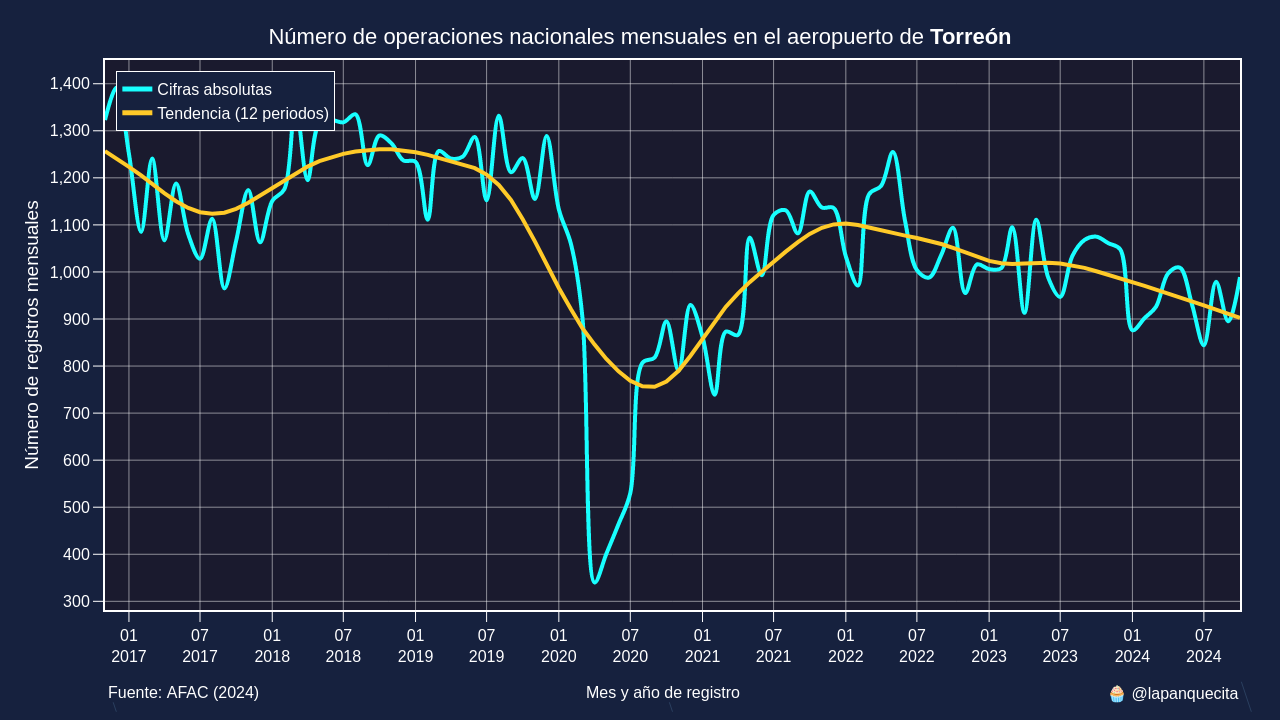 Número de operaciones nacionales mensuales en el aeropuerto de Torreón
Cifras absolutas
Tendencia (12 periodos)
Número de registros mensuales
1,400
1,300
1,200
1,100
1,000
900
800
700
600
500
400
300
01 07 01 07 01 07 01 07 01 07 01 07 01 07 01 07
2017 2017 2018 2018 2019 2019 2020 2020 2021 2021 2022 2022 2023 2023 2024 2024
Fuente: AFAC (2024)
Mes y año de registro
🧁 @lapanquecita